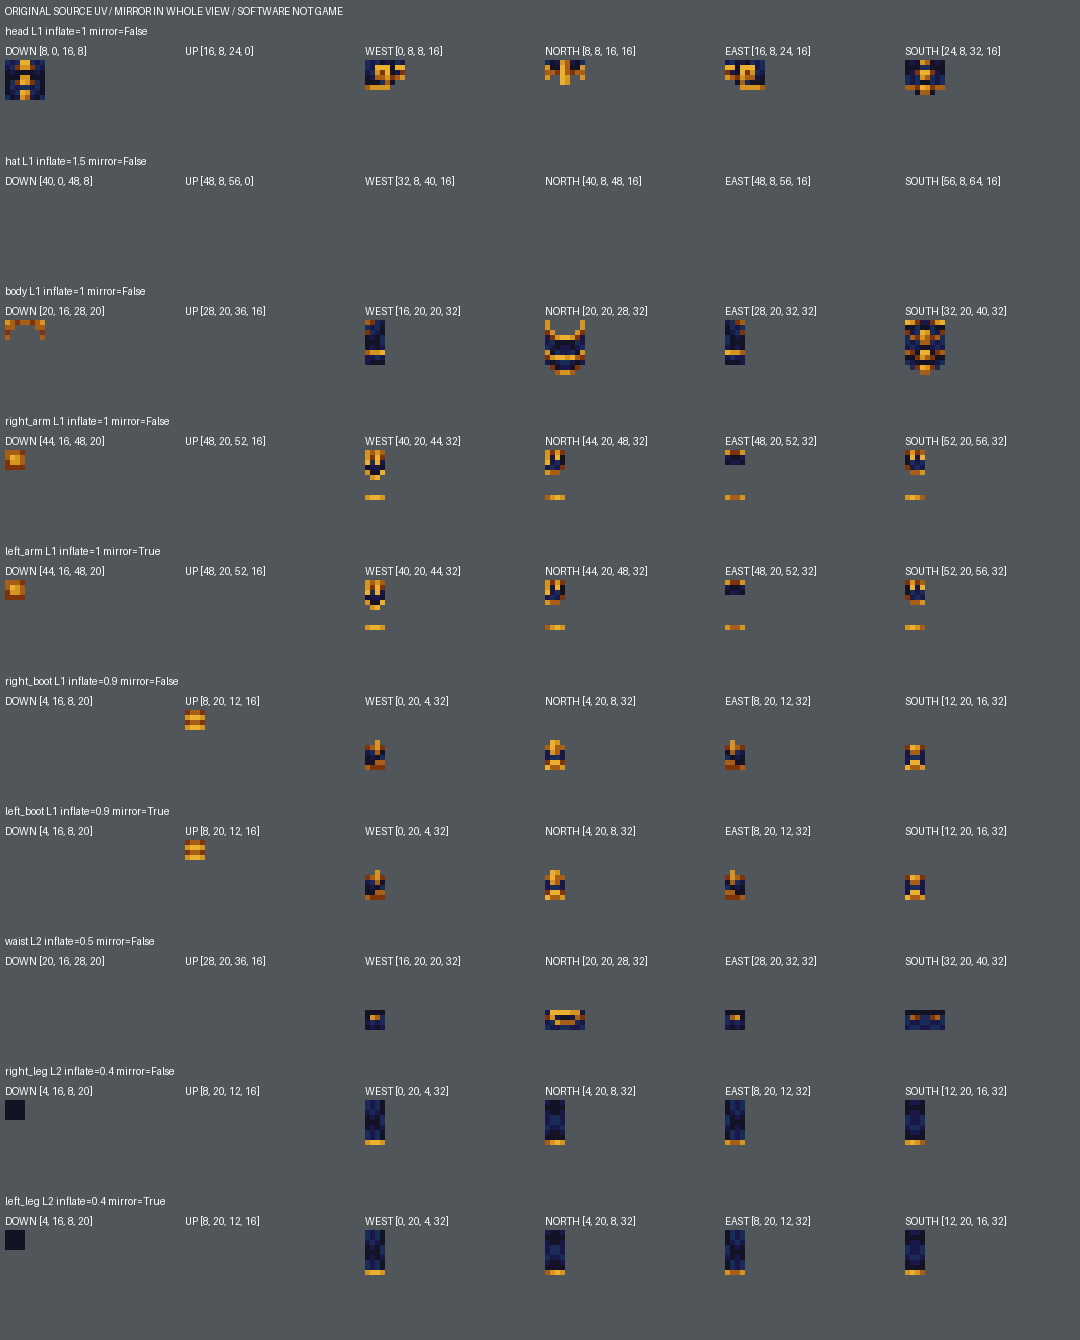 ORIGINAL SOURCE UV / MIRROR IN WHOLE VIEW / SOFTWARE NOT GAME
head L1 inflate=1 mirror=False
DOWN [8, 0, 16, 8] UP [16, 8, 24, 0] WEST [0, 8, 8, 16] NORTH [8, 8, 16, 16] EAST [16, 8, 24, 16] SOUTH [24, 8, 32, 16]
hat L1 inflate=1.5 mirror=False
DOWN [40, 0, 48, 8] UP [48, 8, 56, 0] WEST [32, 8, 40, 16] NORTH [40, 8, 48, 16] EAST [48, 8, 56, 16] SOUTH [56, 8, 64, 16]
body L1 inflate=1 mirror=False
DOWN [20, 16, 28, 20] UP [28, 20, 36, 16] WEST [16, 20, 20, 32] NORTH [20, 20, 28, 32] EAST [28, 20, 32, 32] SOUTH [32, 20, 40, 32]
right_arm L1 inflate=1 mirror=False
DOWN [44, 16, 48, 20] UP [48, 20, 52, 16] WEST [40, 20, 44, 32] NORTH [44, 20, 48, 32] EAST [48, 20, 52, 32] SOUTH [52, 20, 56, 32]
left_arm L1 inflate=1 mirror=True
DOWN [44, 16, 48, 20] UP [48, 20, 52, 16] WEST [40, 20, 44, 32] NORTH [44, 20, 48, 32] EAST [48, 20, 52, 32] SOUTH [52, 20, 56, 32]
right_boot L1 inflate=0.9 mirror=False
DOWN [4, 16, 8, 20] UP [8, 20, 12, 16] WEST [0, 20, 4, 32] NORTH [4, 20, 8, 32] EAST [8, 20, 12, 32] SOUTH [12, 20, 16, 32]
left_boot L1 inflate=0.9 mirror=True
DOWN [4, 16, 8, 20] UP [8, 20, 12, 16] WEST [0, 20, 4, 32] NORTH [4, 20, 8, 32] EAST [8, 20, 12, 32] SOUTH [12, 20, 16, 32]
waist L2 inflate=0.5 mirror=False
DOWN [20, 16, 28, 20] UP [28, 20, 36, 16] WEST [16, 20, 20, 32] NORTH [20, 20, 28, 32] EAST [28, 20, 32, 32] SOUTH [32, 20, 40, 32]
right_leg L2 inflate=0.4 mirror=False
DOWN [4, 16, 8, 20] UP [8, 20, 12, 16] WEST [0, 20, 4, 32] NORTH [4, 20, 8, 32] EAST [8, 20, 12, 32] SOUTH [12, 20, 16, 32]
left_leg L2 inflate=0.4 mirror=True
DOWN [4, 16, 8, 20] UP [8, 20, 12, 16] WEST [0, 20, 4, 32] NORTH [4, 20, 8, 32] EAST [8, 20, 12, 32] SOUTH [12, 20, 16, 32]